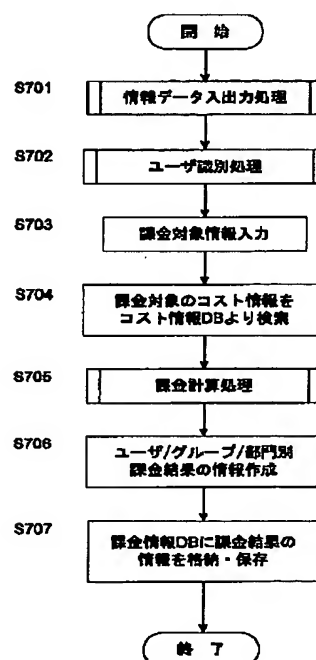 開 始
S701
情報データ入出力処理
S702
ユーザ識別処理
S703
課金対象情報入力
S704
課金対象のコスト情報を
コスト情報DBより検索
S705
課金計算処理
S706
ユーザ/グループ/部門別
課金結果の情報作成
S707
課金情報DBに課金結果の
情報を格納・保存
終 了